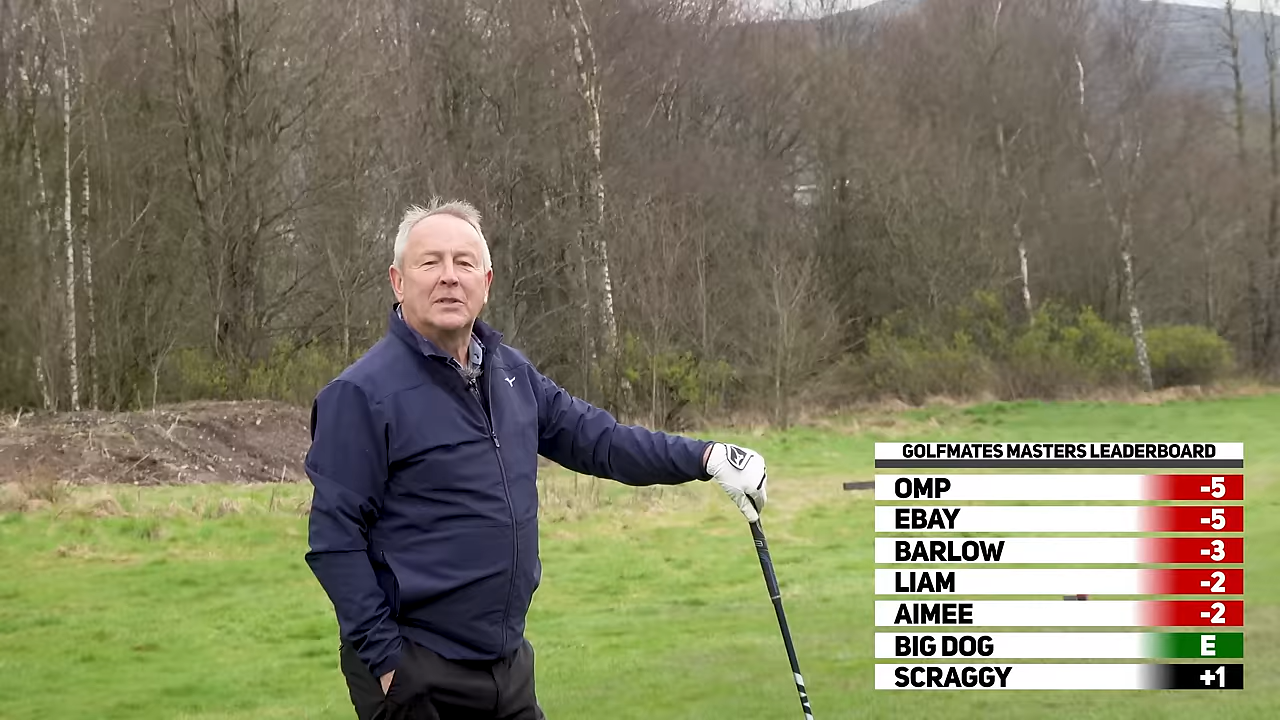 GOLFMATES MASTERS LEADERBOARD
OMP -5
EBAY -5
BARLOW -3
LIAM -2
AIMEE -2
BIG DOG E
SCRAGGY +1